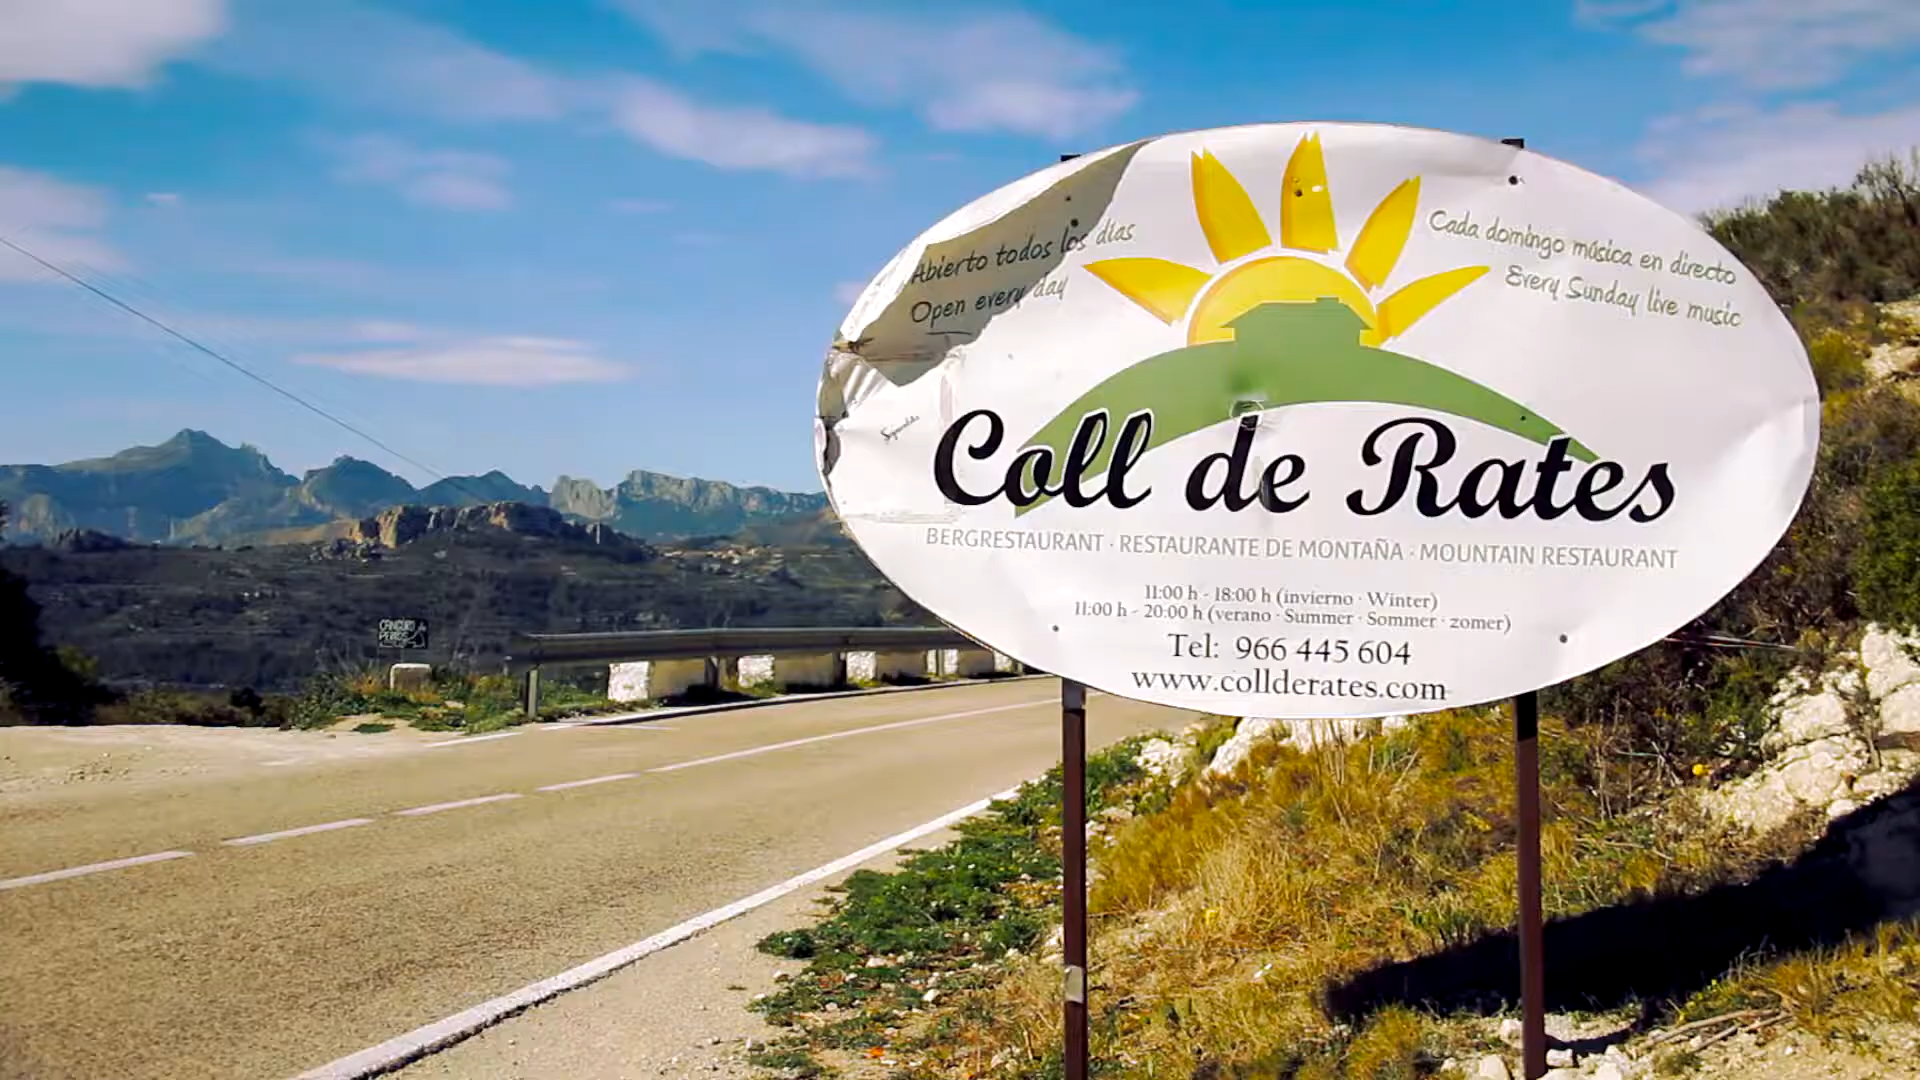 Abierto todos los días
Open every day
Cada domingo música en directo
Every Sunday live music
Coll de Rates
BERGRESTAURANT · RESTAURANTE DE MONTAÑA · MOUNTAIN RESTAURANT
11:00 h - 18:00 h (invierno · Winter)
11:00 h - 20:00 h (verano · Summer · Sommer · zomer)
Tel: 966 445 604
www.collderates.com